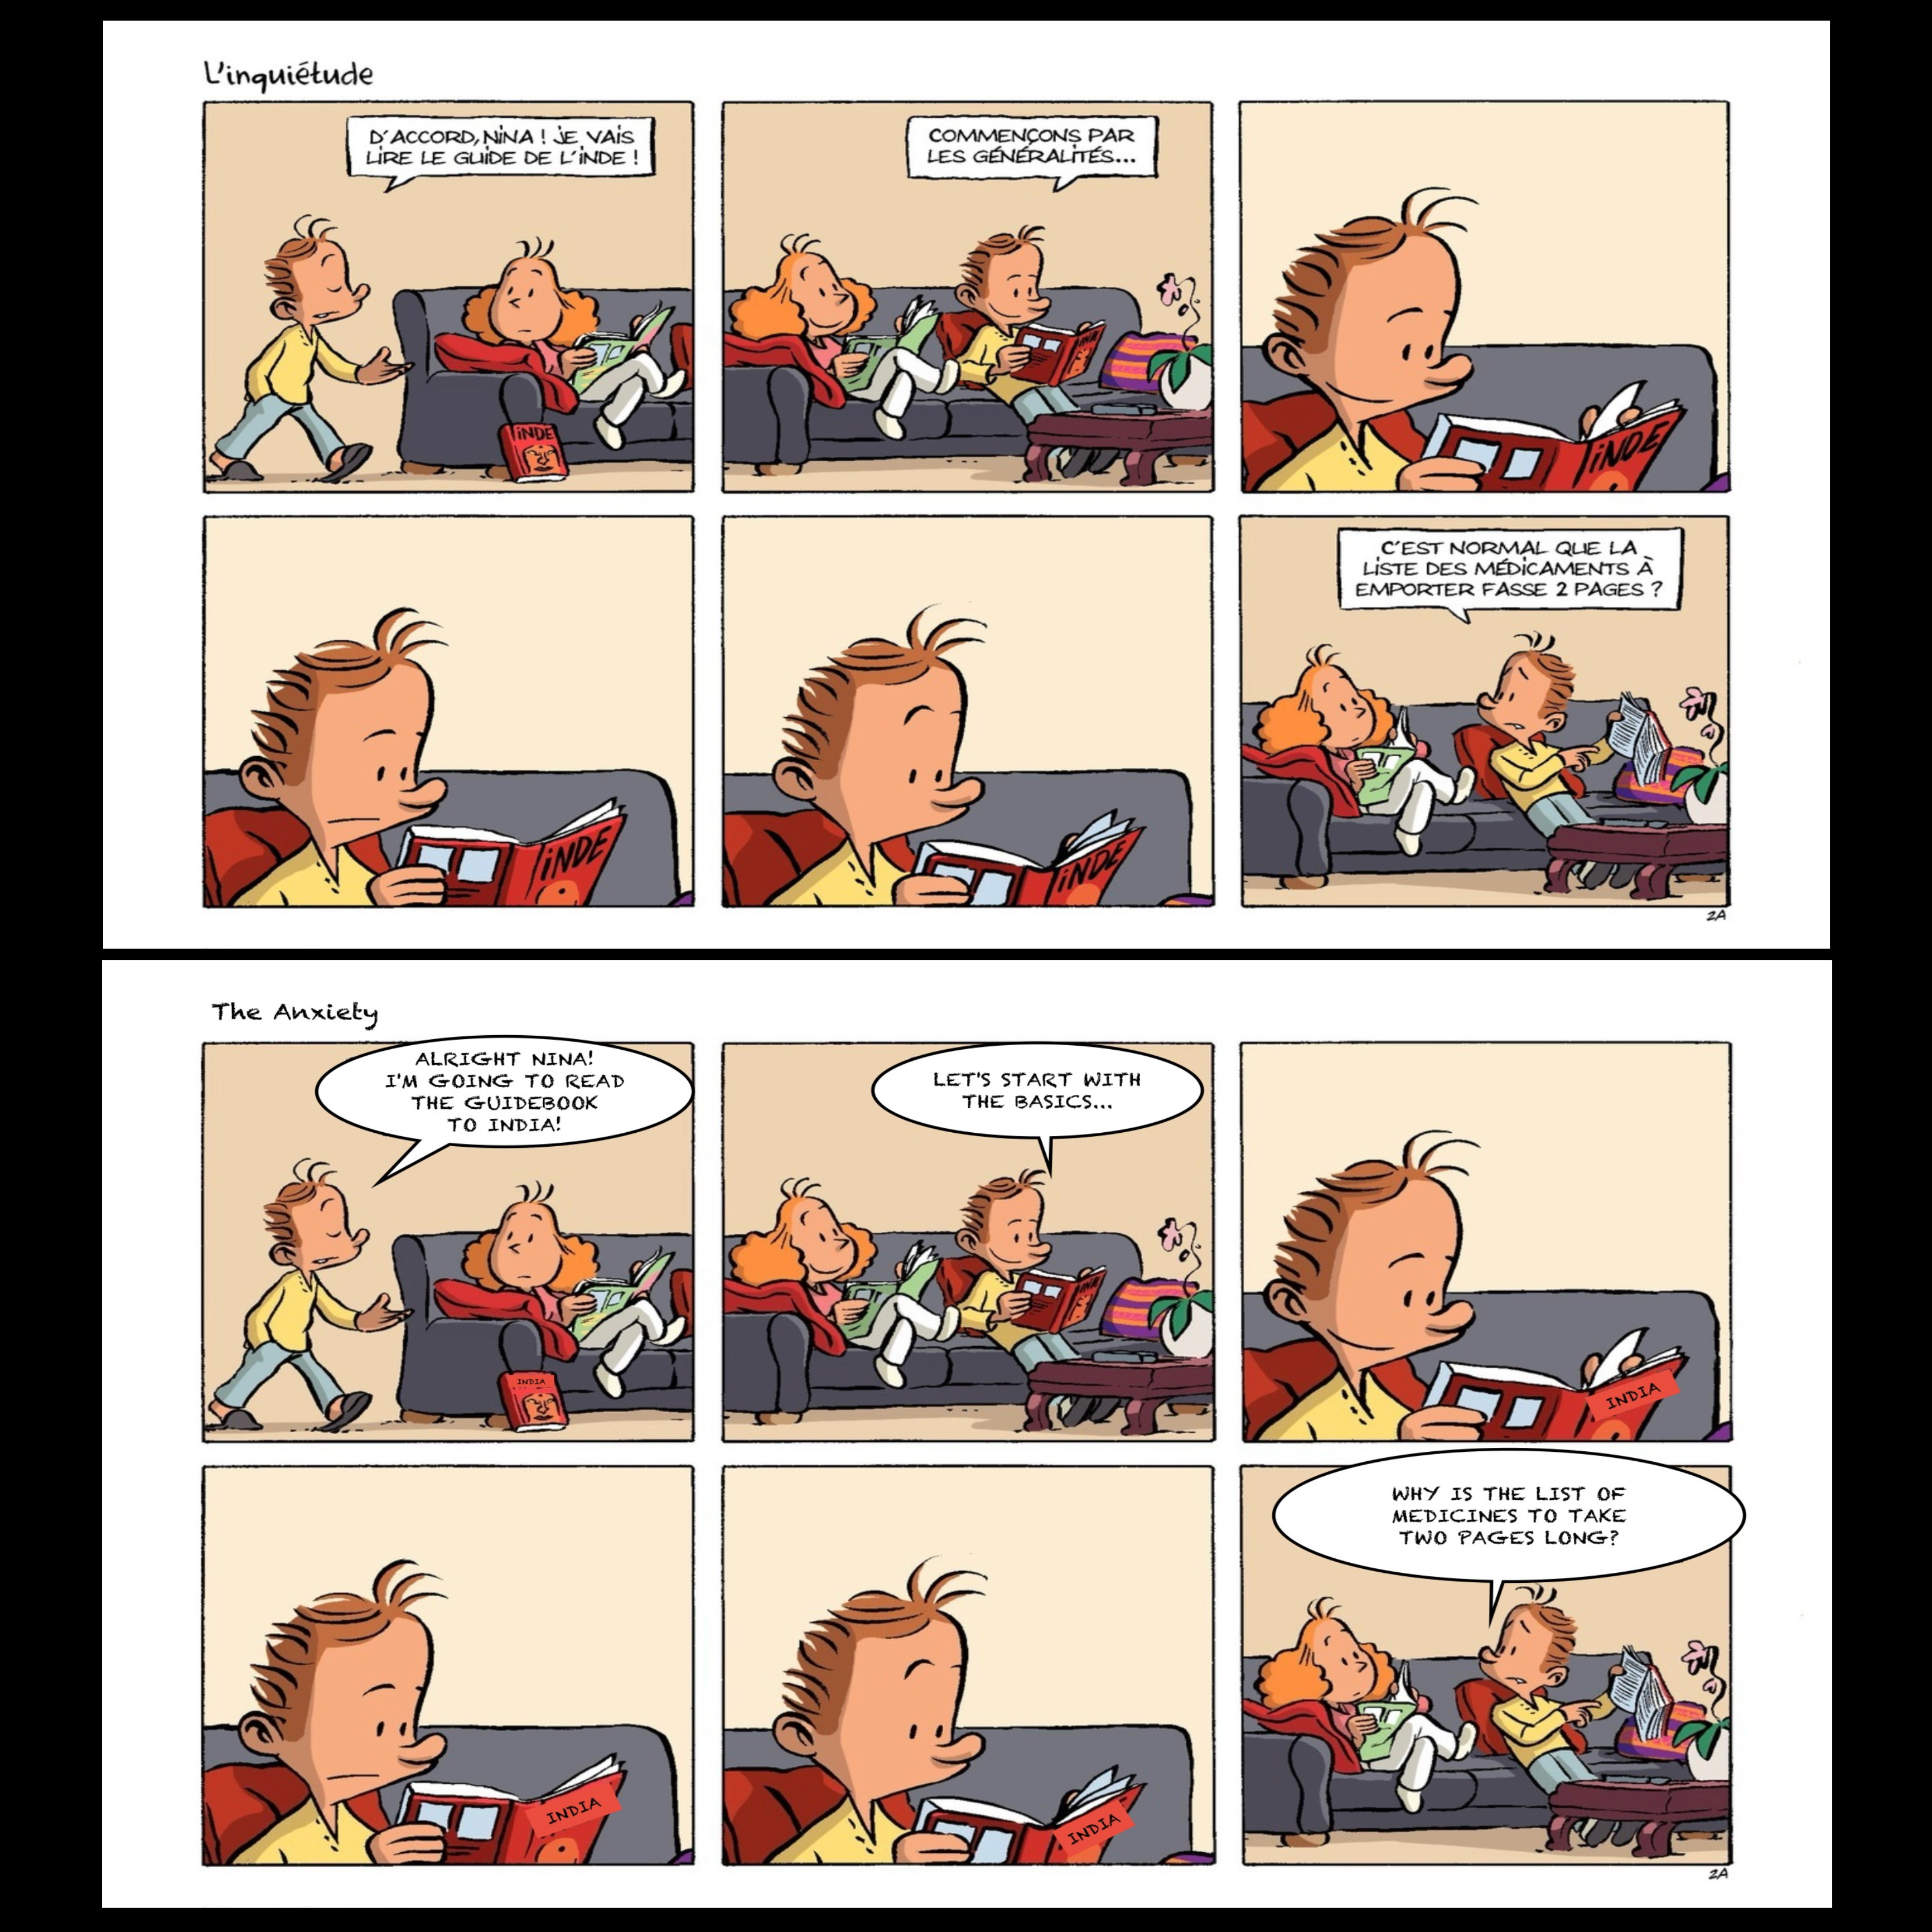 L'inquiétude
D'ACCORD, NINA ! JE VAIS
LIRE LE GUIDE DE L'INDE !
INDE
COMMENÇONS PAR
LES GÉNÉRALITÉS...
INDE
INDE
INDE
C'EST NORMAL QUE LA
LISTE DES MÉDICAMENTS À
EMPORTER FASSE 2 PAGES ?
2A
The Anxiety
ALRIGHT NINA!
I'M GOING TO READ
THE GUIDEBOOK
TO INDIA!
INDIA
LET'S START WITH
THE BASICS...
INDIA
INDIA
INDIA
WHY IS THE LIST OF
MEDICINES TO TAKE
TWO PAGES LONG?
2A